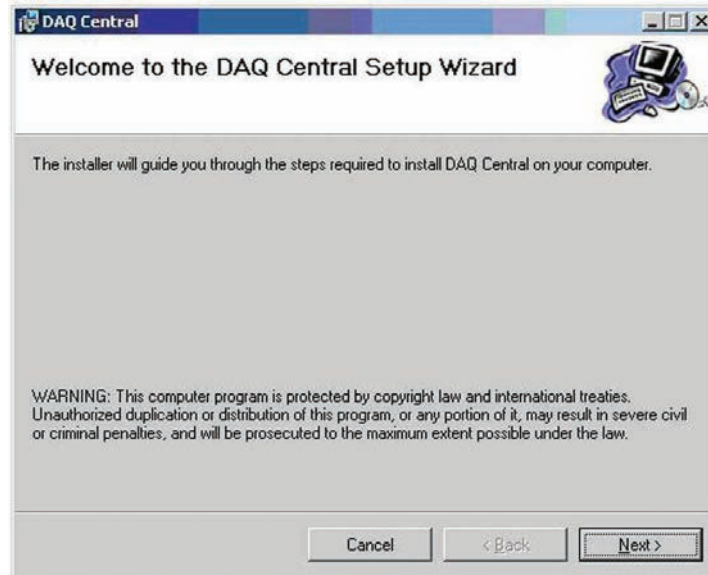 DAQ Central
Welcome to the DAQ Central Setup Wizard
The installer will guide you through the steps required to install DAQ Central on your computer.
WARNING: This computer program is protected by copyright law and international treaties.
Unauthorized duplication or distribution of this program, or any portion of it, may result in severe civil
or criminal penalties, and will be prosecuted to the maximum extent possible under the law.
Cancel
< Back
Next >